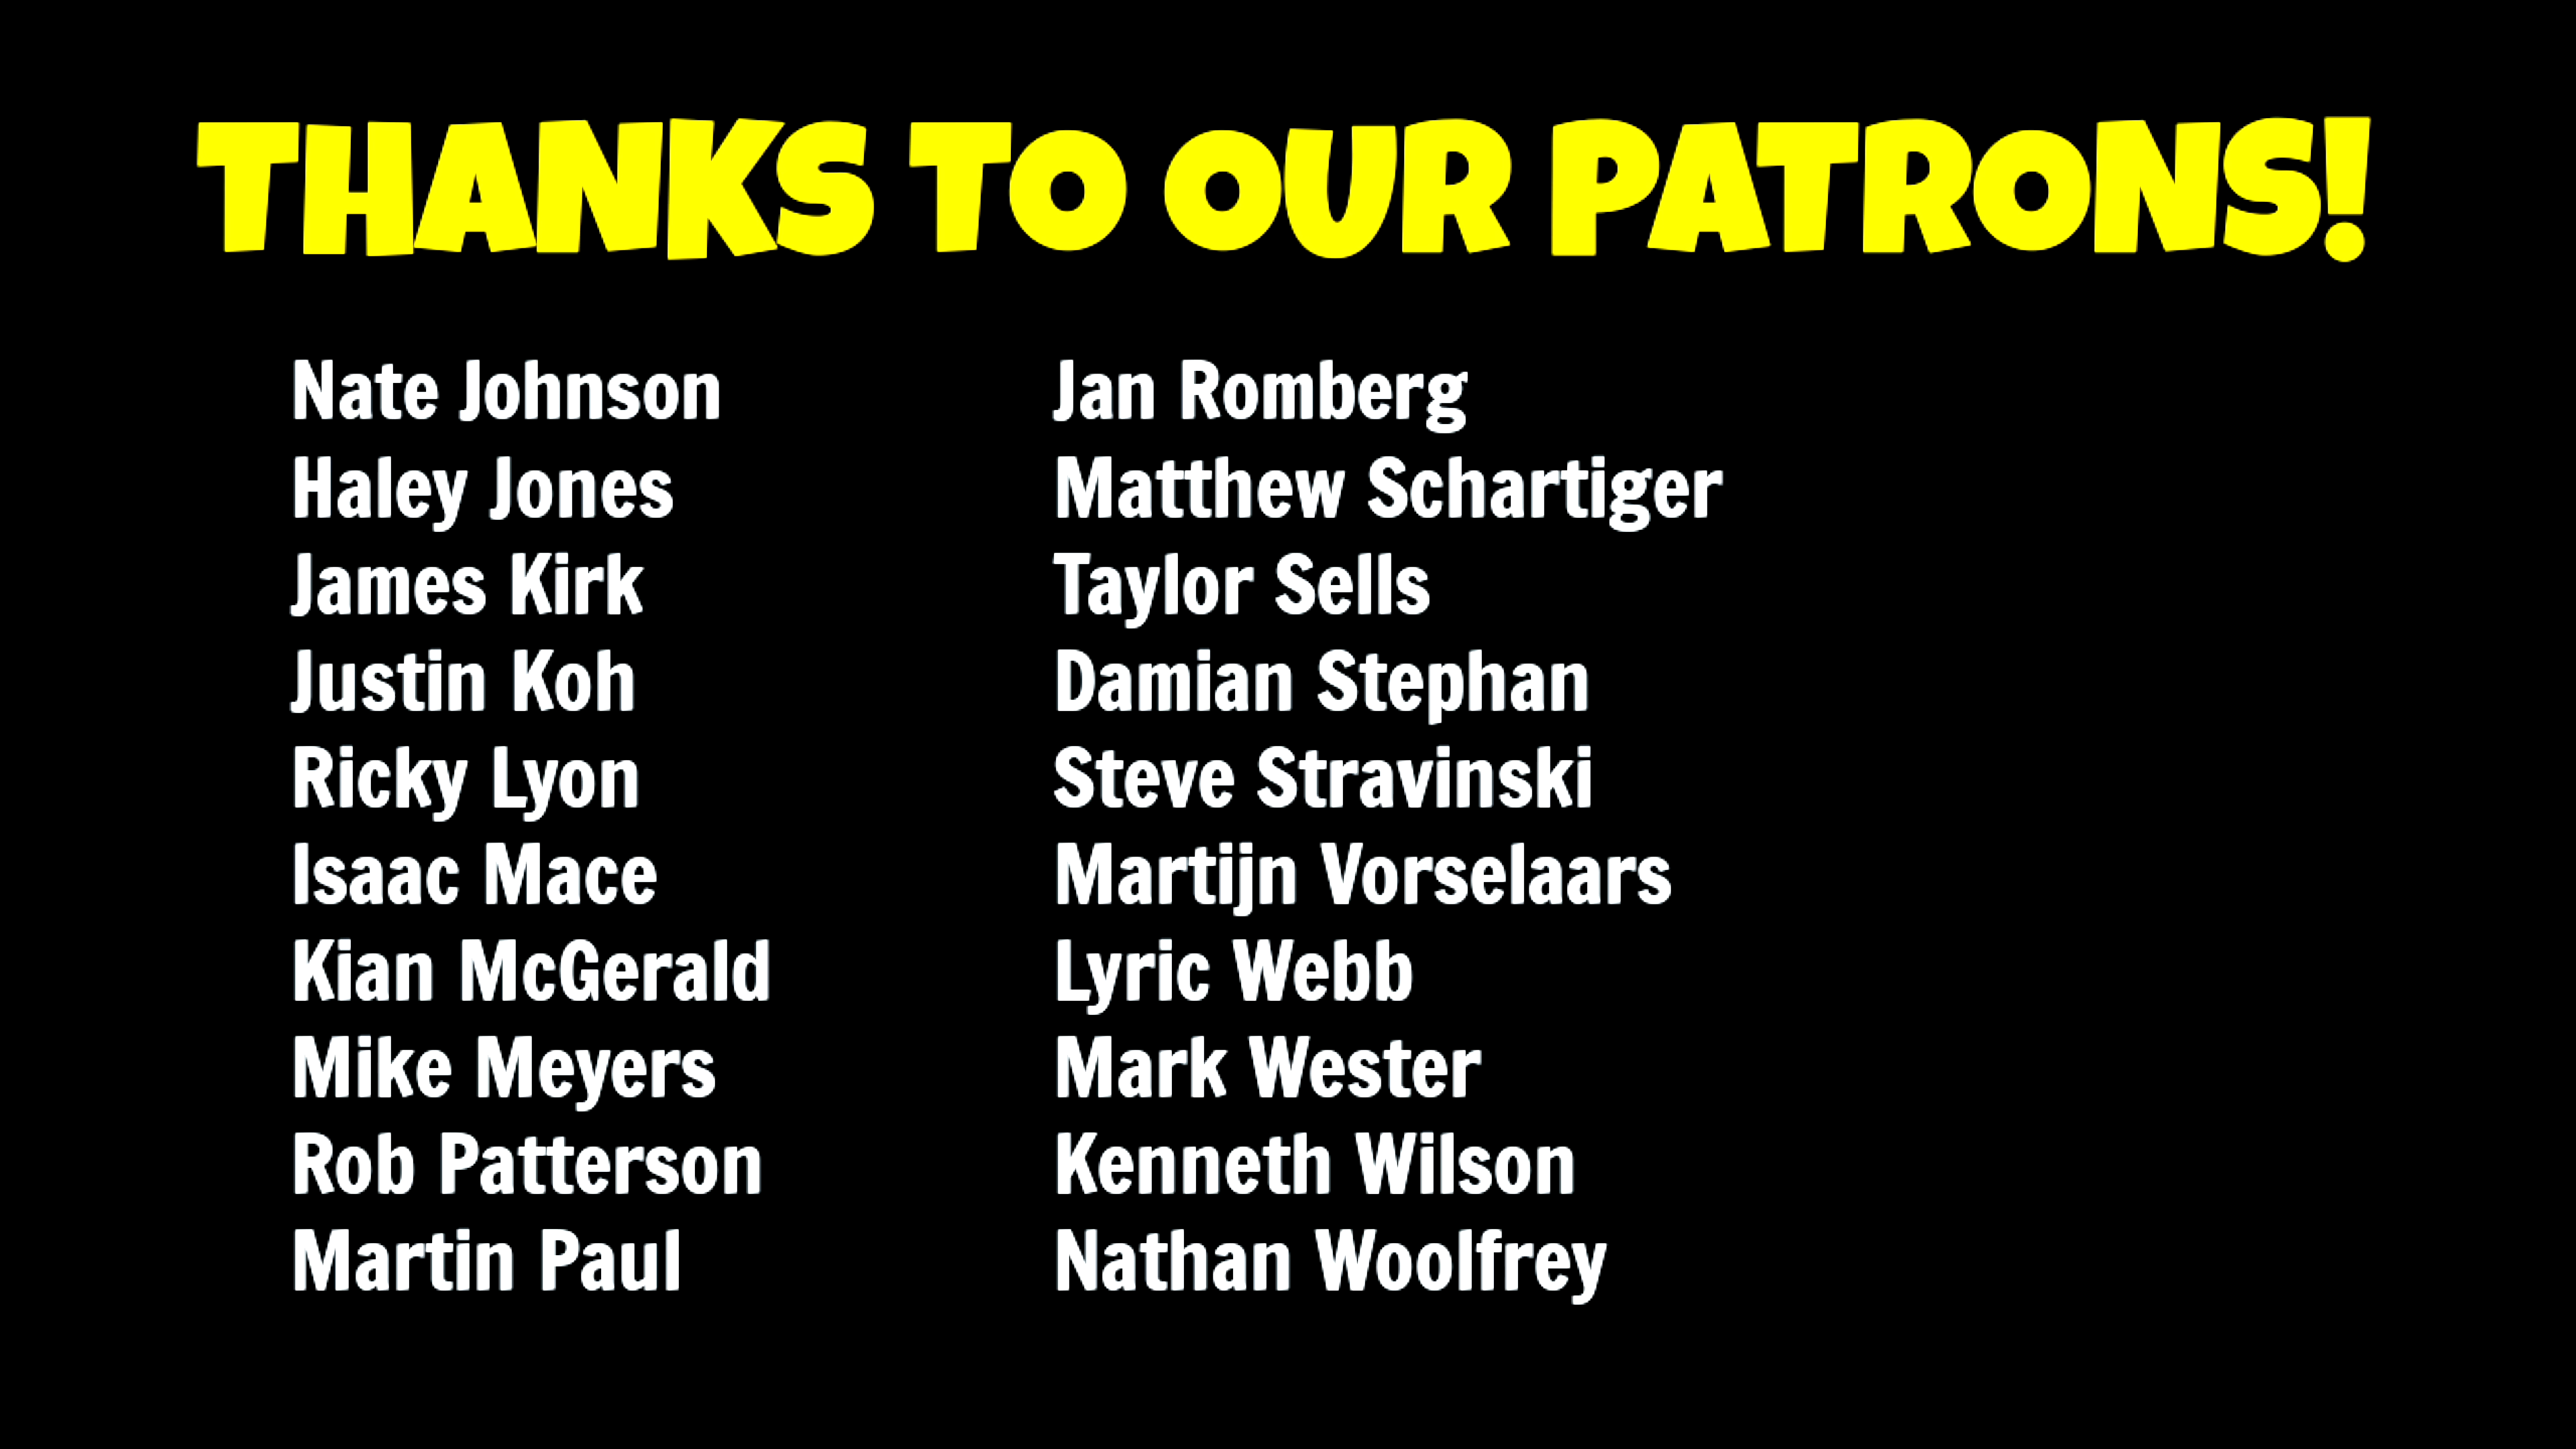 THANKS TO OUR PATRONS!
Nate Johnson
Haley Jones
James Kirk
Justin Koh
Ricky Lyon
Isaac Mace
Kian McGerald
Mike Meyers
Rob Patterson
Martin Paul
Jan Romberg
Matthew Schartiger
Taylor Sells
Damian Stephan
Steve Stravinski
Martijn Vorselaars
Lyric Webb
Mark Wester
Kenneth Wilson
Nathan Woolfrey